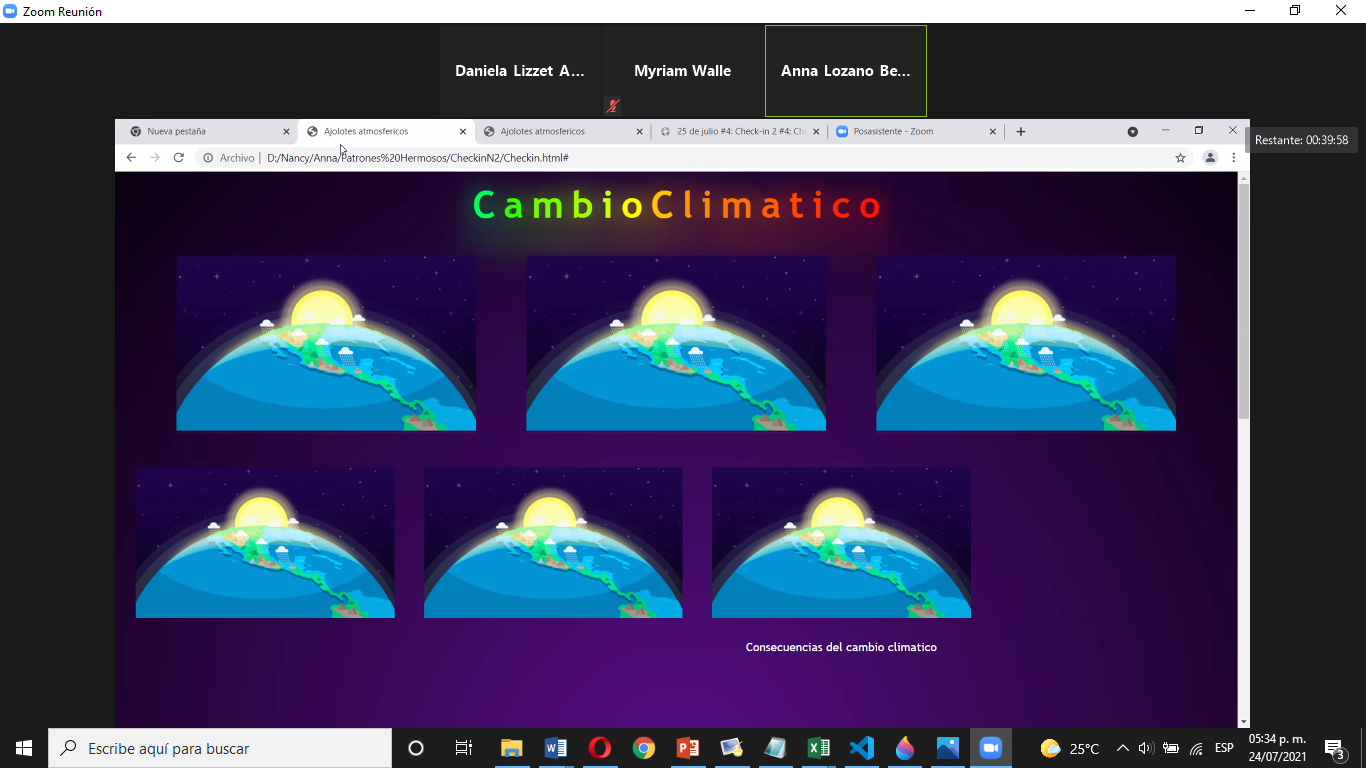 Zoom Reunión
Daniela Lizzet A...
Myriam Walle
Anna Lozano Be...
Nueva pestaña
Ajolotes atmosfericos
Ajolotes atmosfericos
25 de julio #4: Check-in 2 #4: Ch
Posasistente - Zoom
Restante: 00:39:58
Archivo
D:/Nancy/Anna/Patrones%20Hermosos/CheckinN2/Checkin.html#
CambioClimatico
Consecuencias del cambio climatico
Escribe aquí para buscar
25°C
ESP
05:34 p. m.
24/07/2021
3